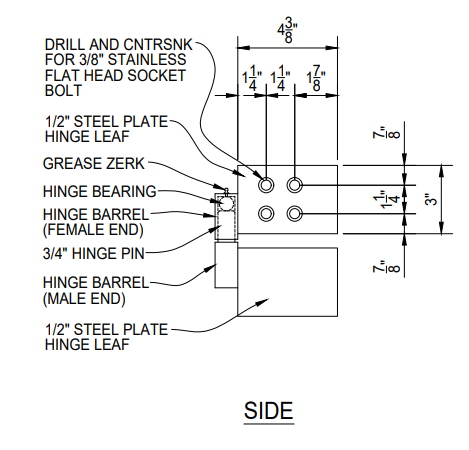 DRILL AND CNTRSNK
FOR 3/8" STAINLESS
FLAT HEAD SOCKET
BOLT
1/2" STEEL PLATE
HINGE LEAF
GREASE ZERK
HINGE BEARING
HINGE BARREL
(FEMALE END)
3/4" HINGE PIN
HINGE BARREL
(MALE END)
1/2" STEEL PLATE
HINGE LEAF
4 3/8"
1 1/4" 1 1/4" 1 7/8"
7/8"
1 1/4"
3"
7/8"
SIDE